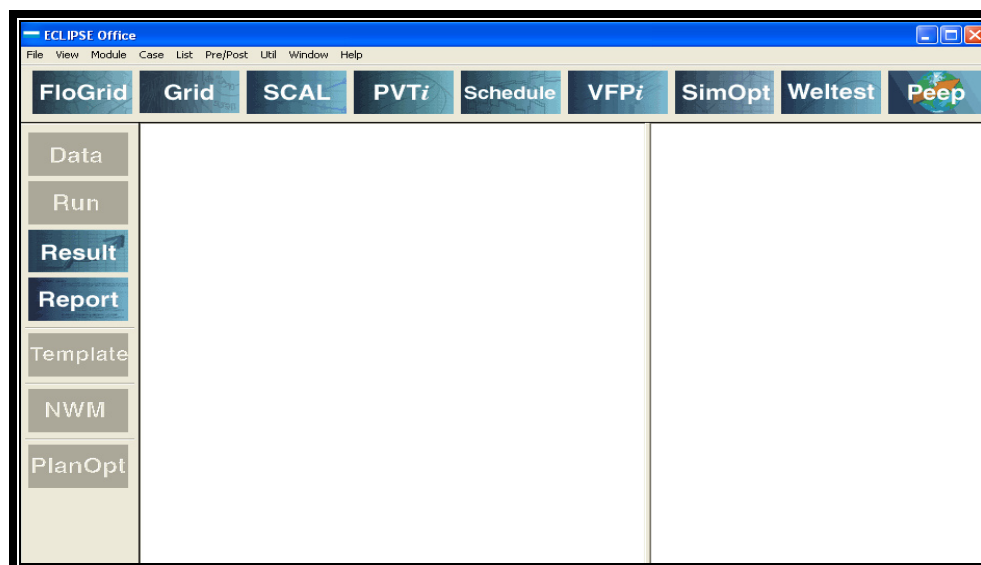 ECLIPSE Office
File View Module Case List Pre/Post Util Window Help
FloGrid Grid SCAL PVTi Schedule VFPi SimOpt Weltest Peep
Data
Run
Result
Report
Template
NWM
PlanOpt